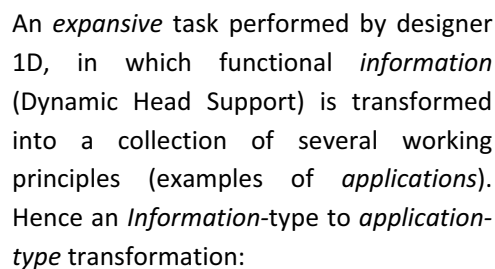 An expansive task performed by designer
1D, in which functional information
(Dynamic Head Support) is transformed
into a collection of several working
principles (examples of applications).
Hence an Information-type to application-
type transformation: